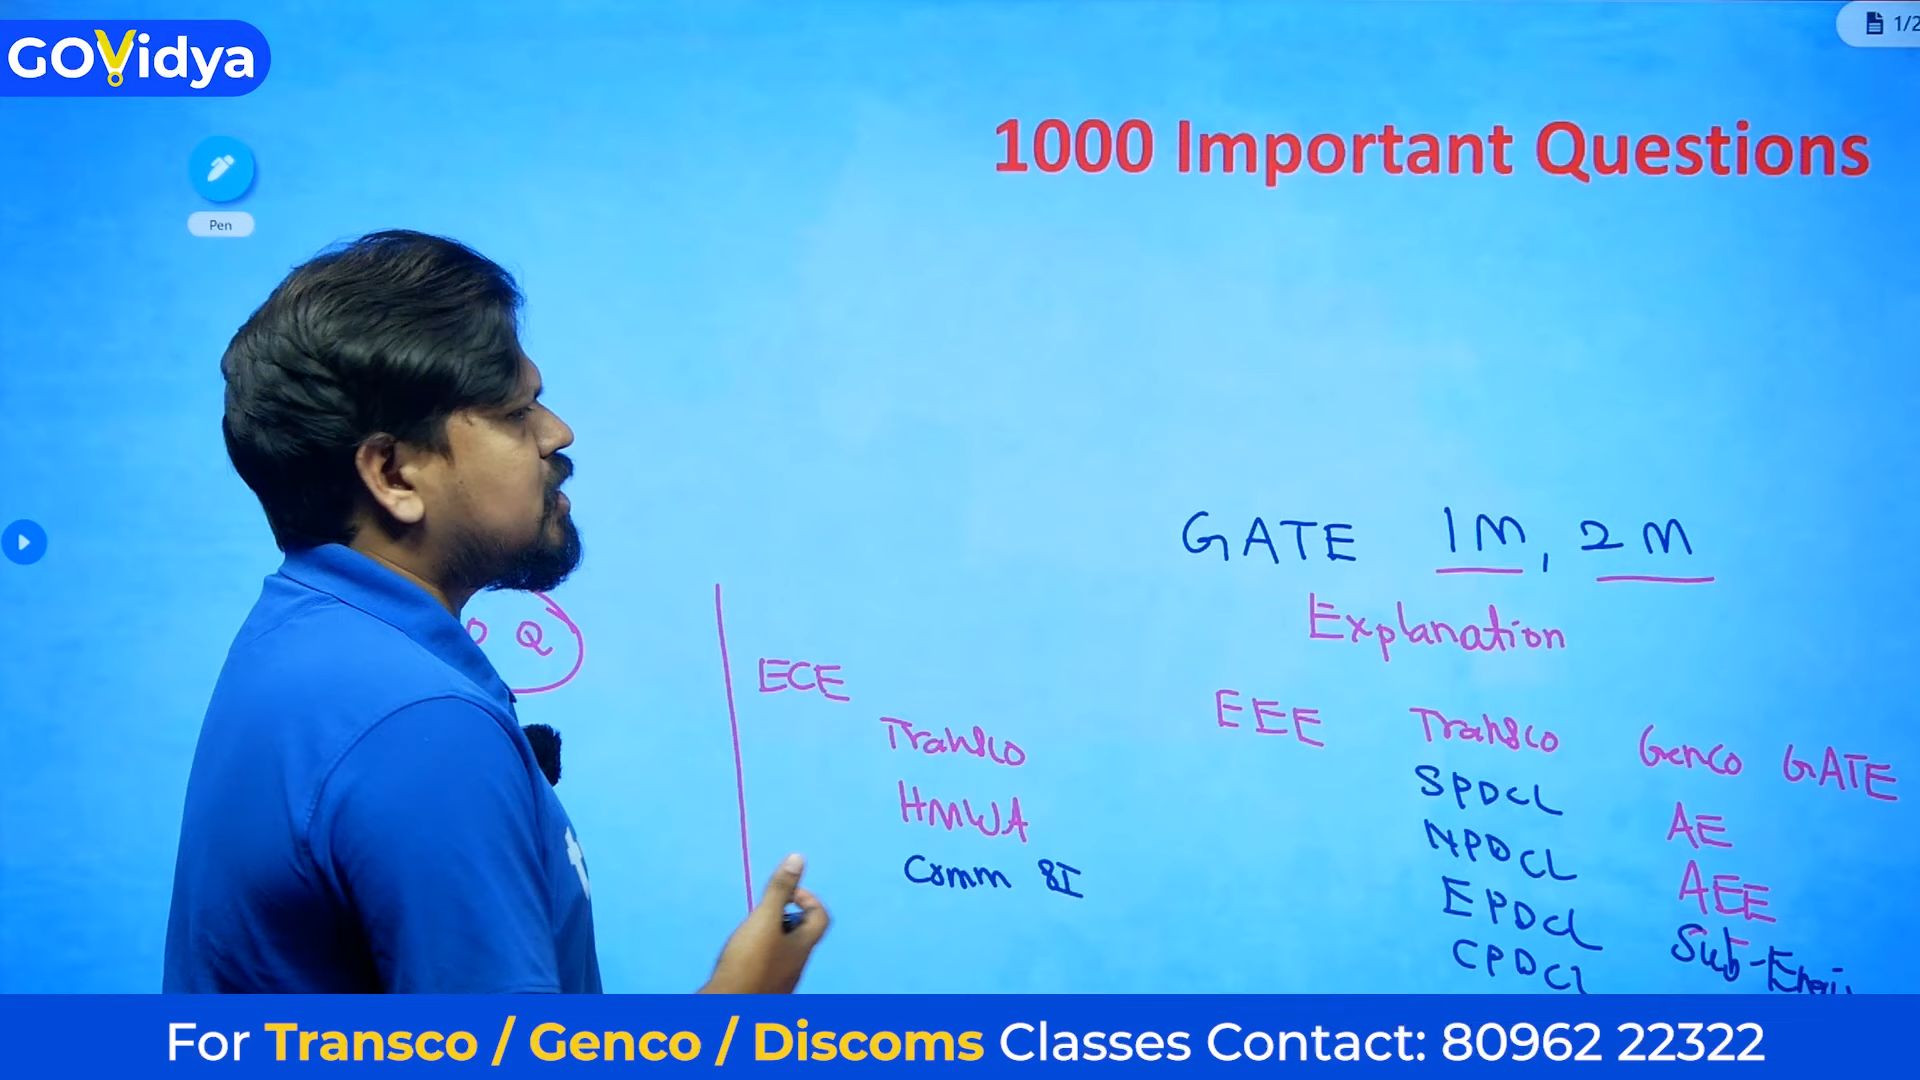 GOVidya
1/2
1000 Important Questions
Pen
GATE 1M, 2M
Explanation
Q
ECE
Transco
HMWA
Comm &I
EEE Transco Genco GATE
SPDCL AE
NPDCL AEE
EPDCL Sub-
CPDCL
For Transco / Genco / Discoms Classes Contact: 80962 22322